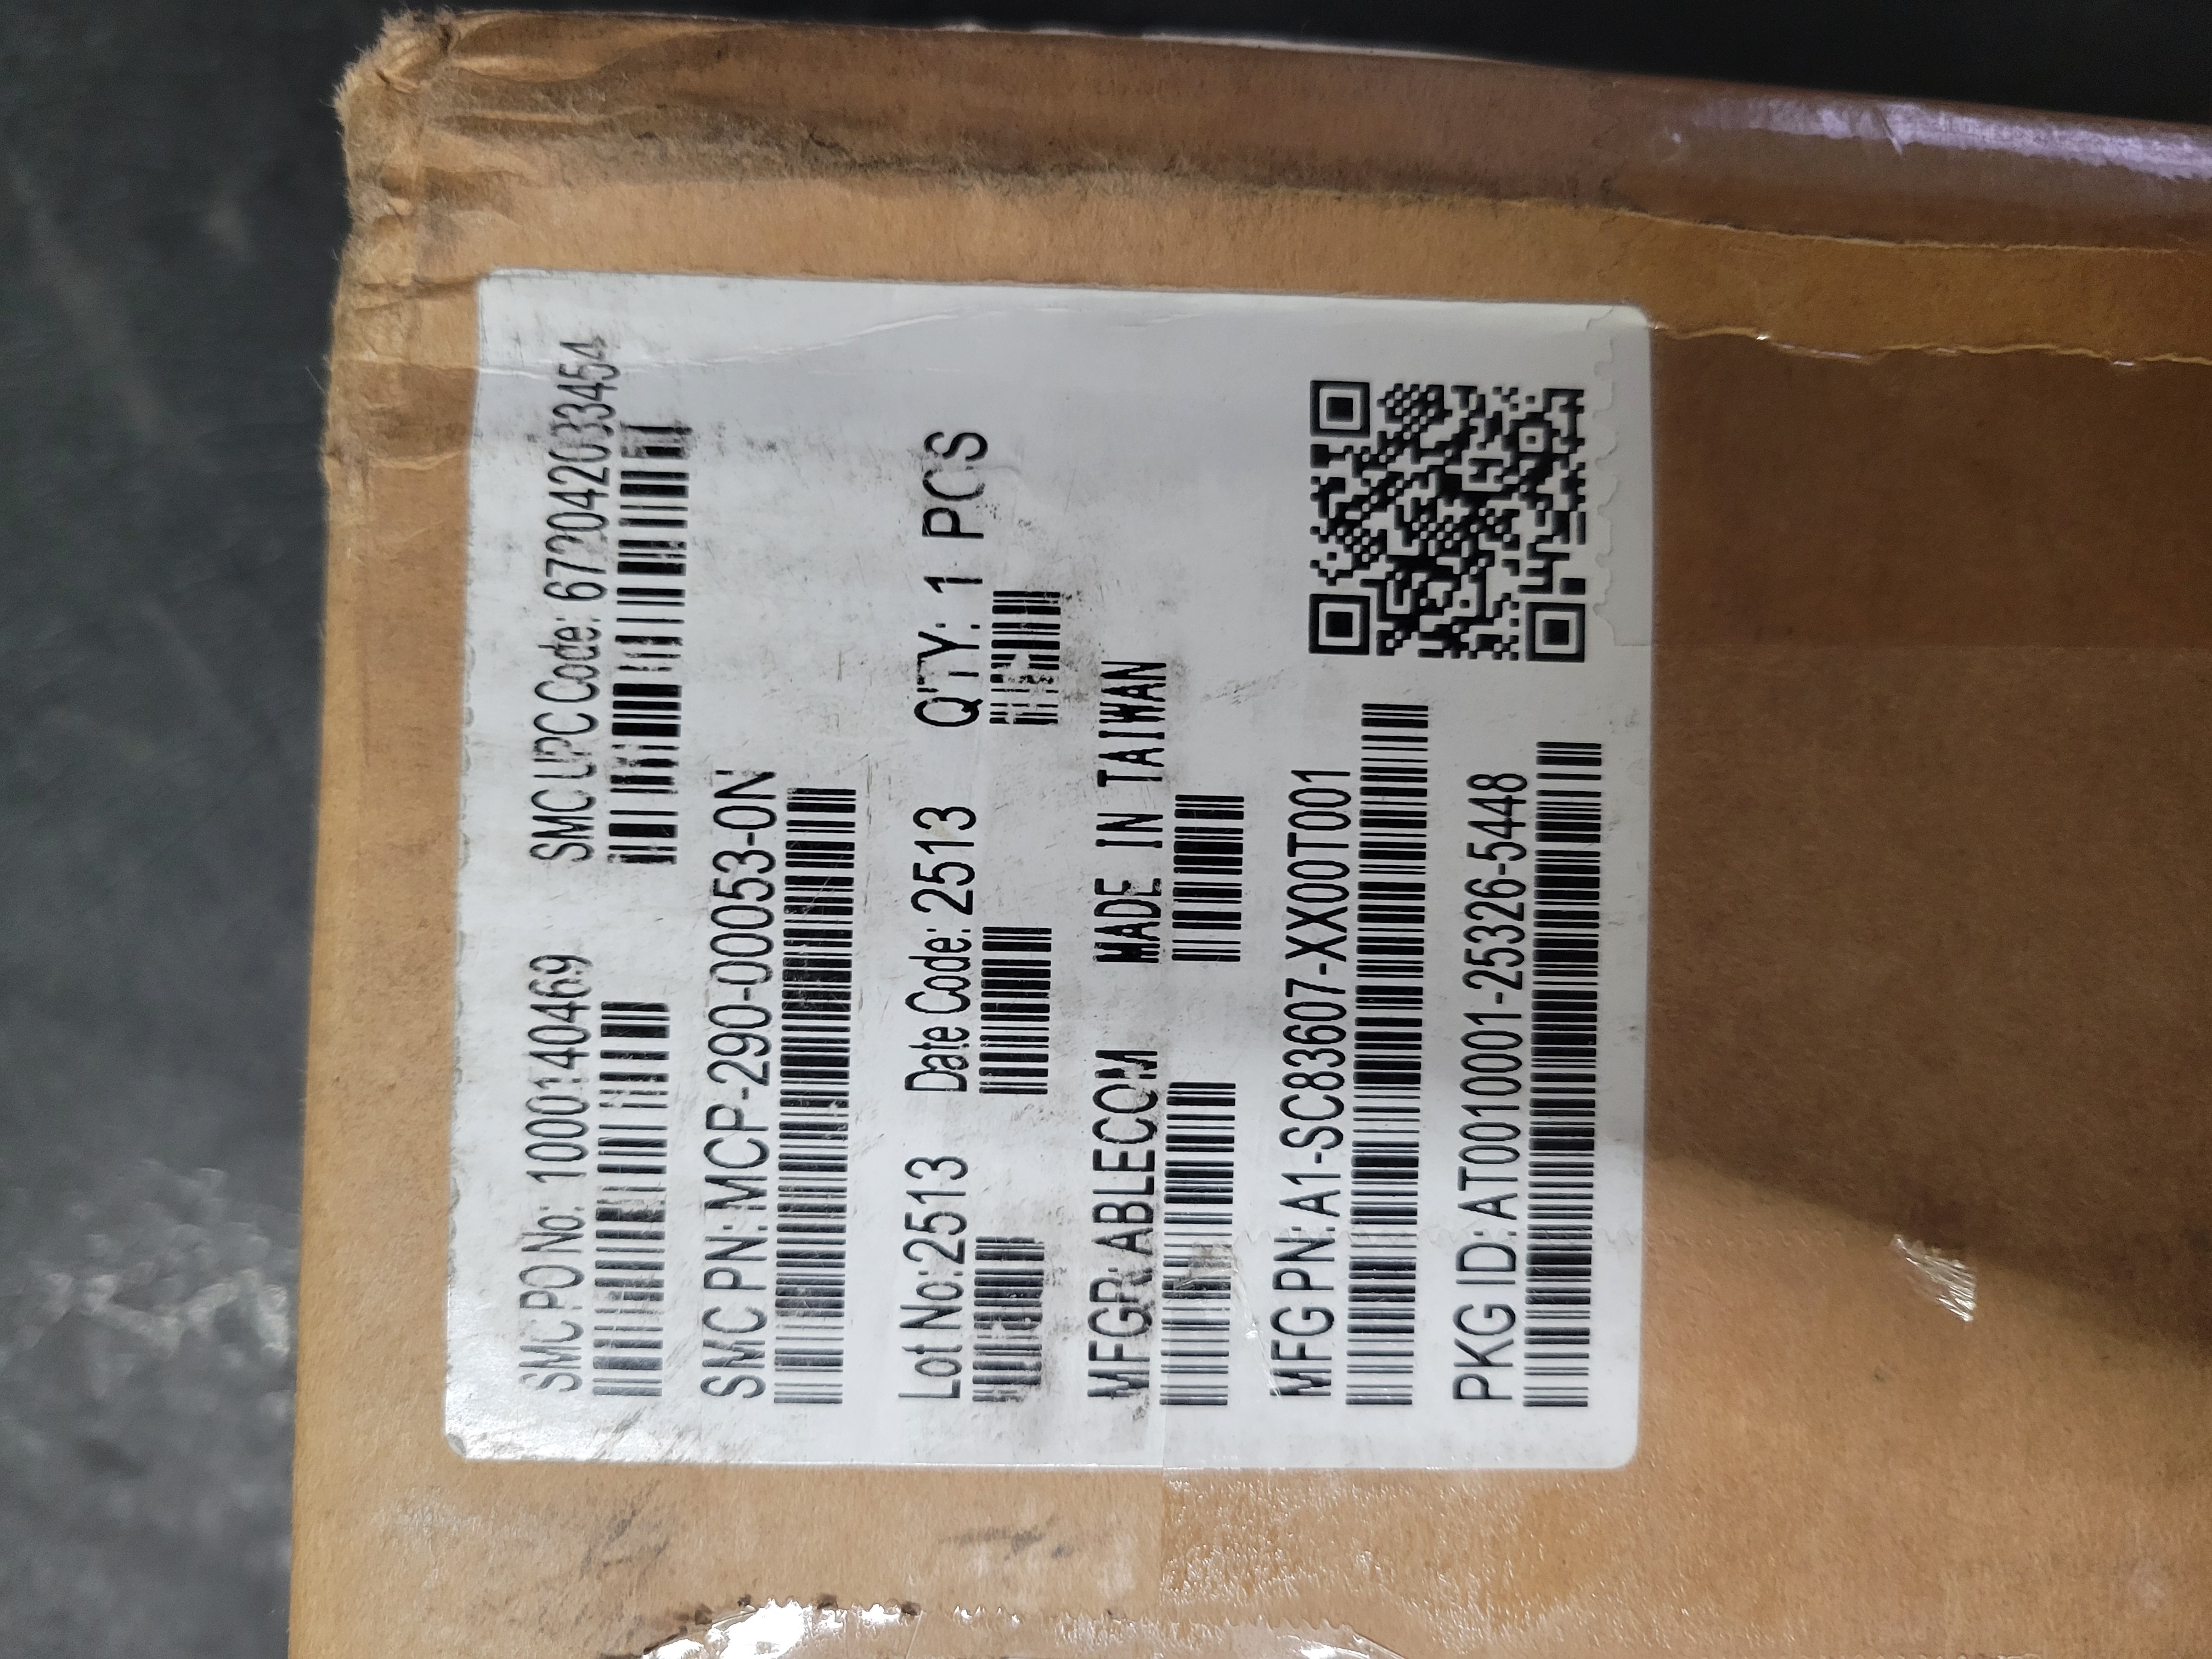 SMC PO No: 1000140469 SMC UPC Code: 672042033454
SMC PN: MCP-290-00053-0N
Lot No:2513 Date Code: 2513 Q'TY: 1 PCS
MFGR: ABLECOM MADE IN TAIWAN
MFG PN: A1-SC83607-XX00T001
PKG ID: AT0010001-25326-5448